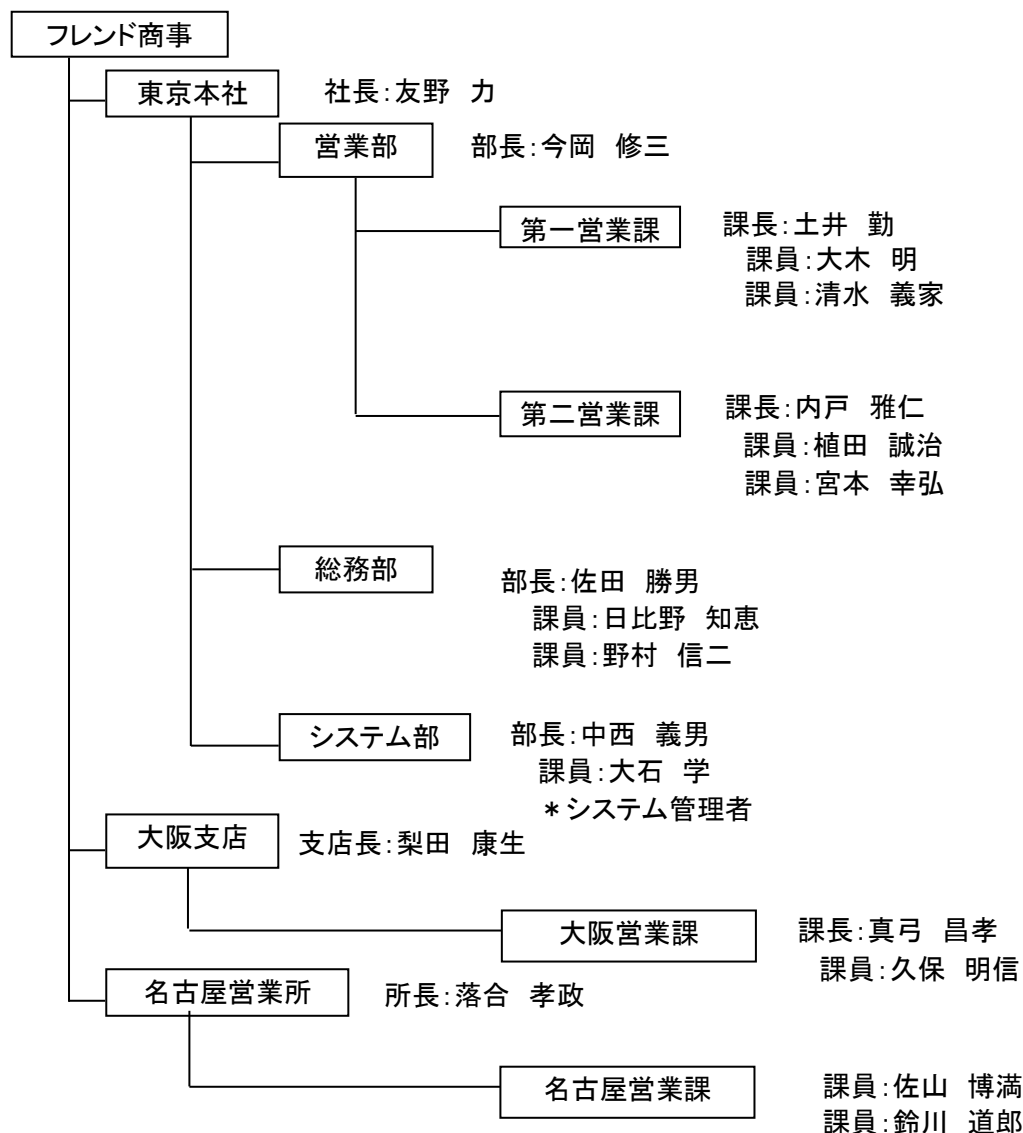 フレンド商事
東京本社　社長：友野　力
営業部　部長：今岡　修三
第一営業課　課長：土井　勤
課員：大木　明
課員：清水　義家
第二営業課　課長：内戸　雅仁
課員：植田　誠治
課員：宮本　幸弘
総務部　部長：佐田　勝男
課員：日比野　知恵
課員：野村　信二
システム部　部長：中西　義男
課員：大石　学
＊システム管理者
大阪支店　支店長：梨田　康生
大阪営業課　課長：真弓　昌孝
課員：久保　明信
名古屋営業所　所長：落合　孝政
名古屋営業課　課員：佐山　博満
課員：鈴川　道郎